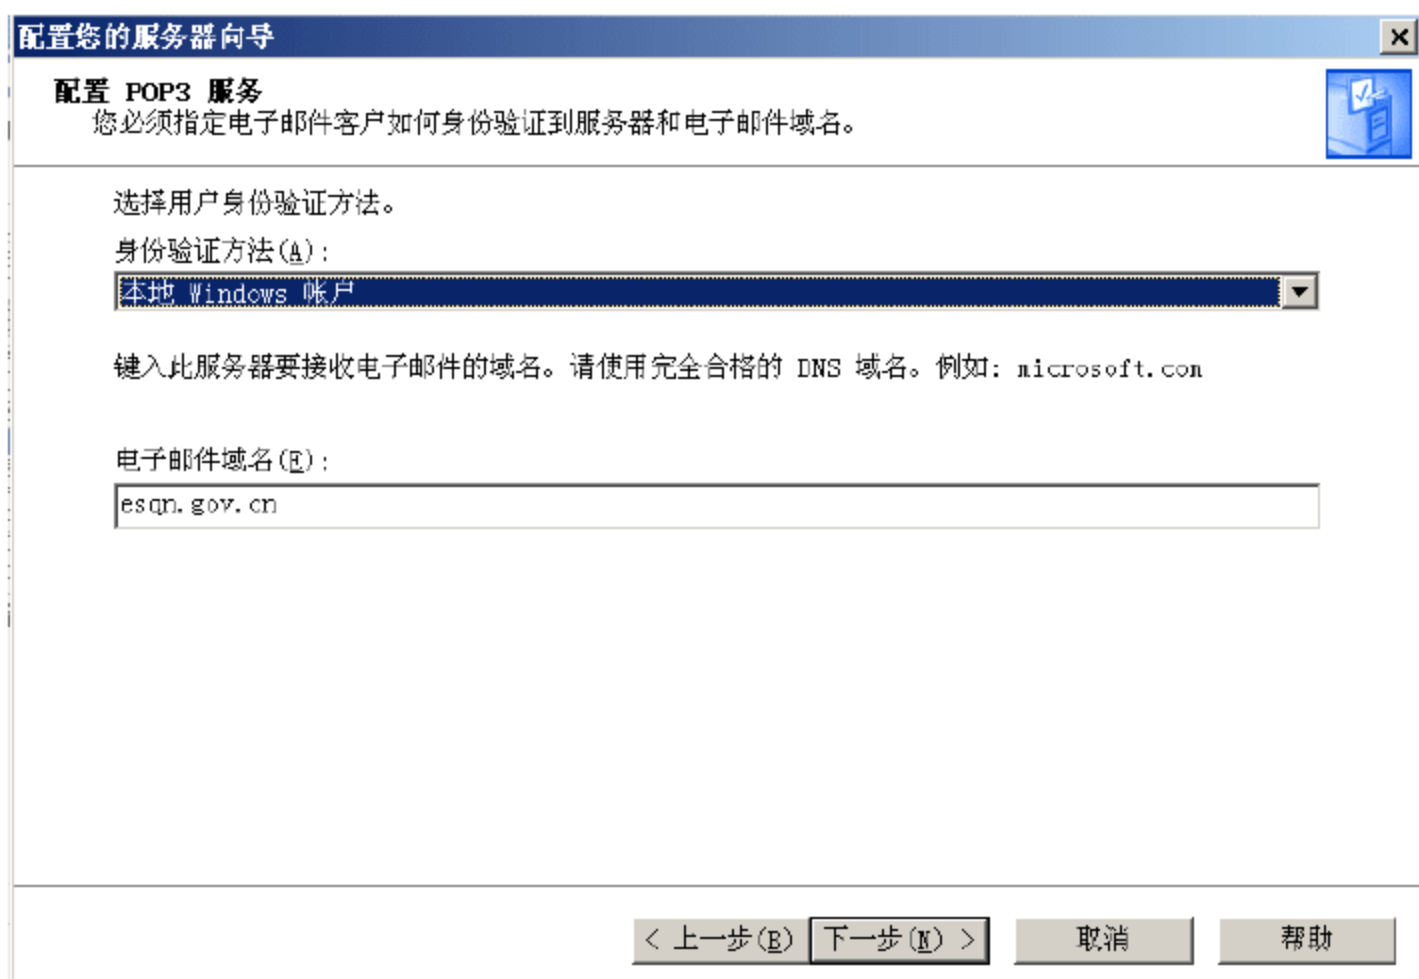 配置您的服务器向导
配置 POP3 服务
您必须指定电子邮件客户如何身份验证到服务器和电子邮件域名。
选择用户身份验证方法。
身份验证方法(A):
本地 Windows 帐户
键入此服务器要接收电子邮件的域名。请使用完全合格的 DNS 域名。例如: microsoft.com
电子邮件域名(E):
esqn.gov.cn
< 上一步(B) 下一步(N) > 取消 帮助